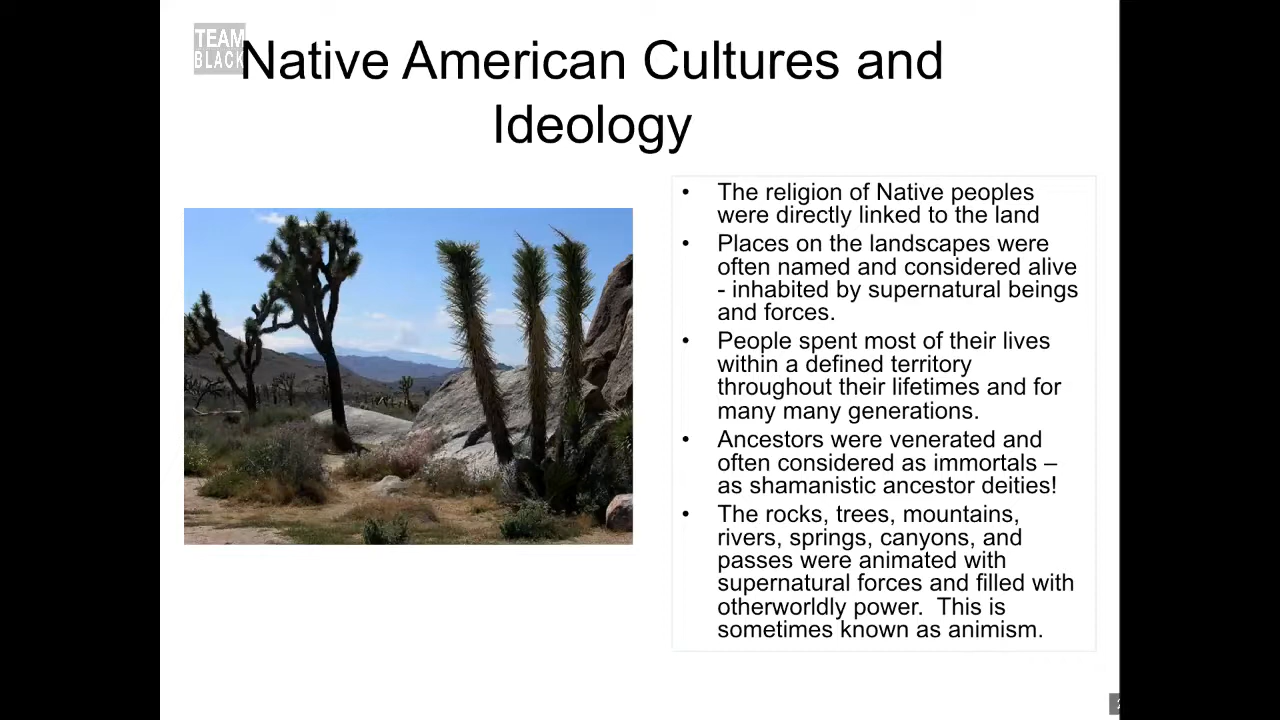 TEAM
BLACK
Native American Cultures and
Ideology
• The religion of Native peoples
were directly linked to the land
• Places on the landscapes were
often named and considered alive
- inhabited by supernatural beings
and forces.
• People spent most of their lives
within a defined territory
throughout their lifetimes and for
many many generations.
• Ancestors were venerated and
often considered as immortals –
as shamanistic ancestor deities!
• The rocks, trees, mountains,
rivers, springs, canyons, and
passes were animated with
supernatural forces and filled with
otherworldly power.  This is
sometimes known as animism.